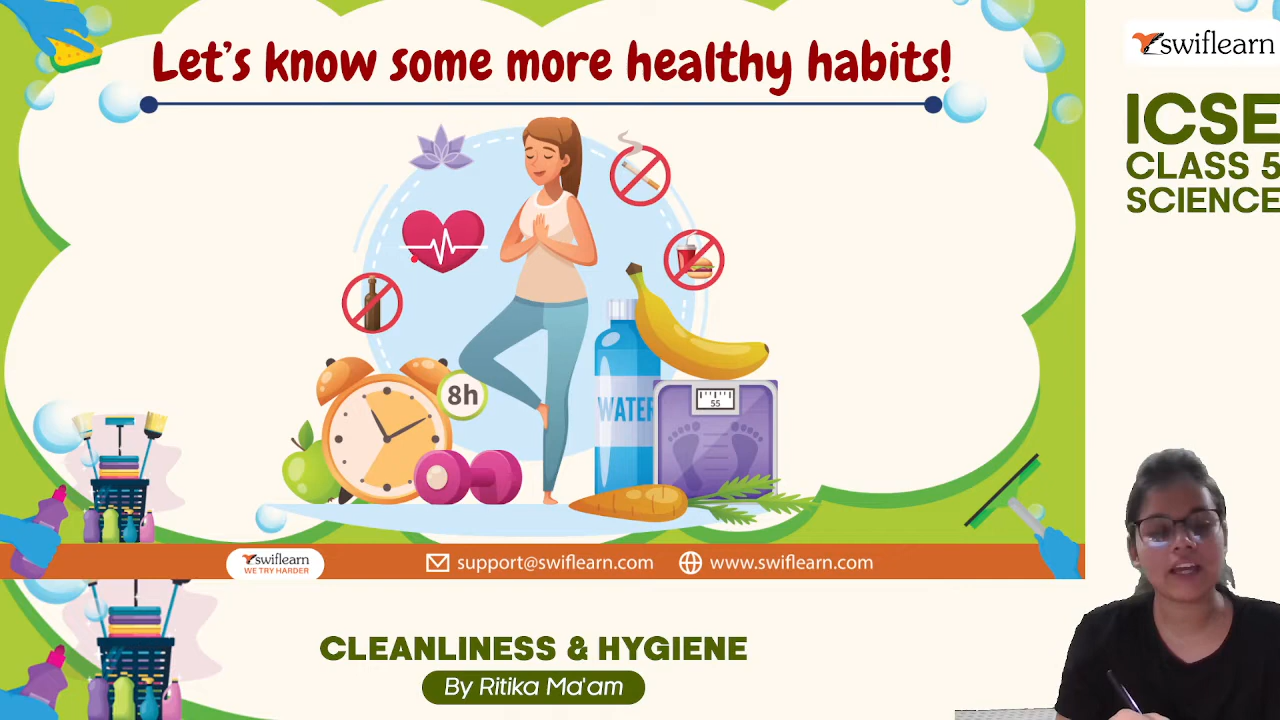 Let's know some more healthy habits!
swiflearn
ICSE
CLASS 5
SCIENCE
8h
WATER
55
swiflearn
WE TRY HARDER
support@swiflearn.com
www.swiflearn.com
CLEANLINESS & HYGIENE
By Ritika Ma'am